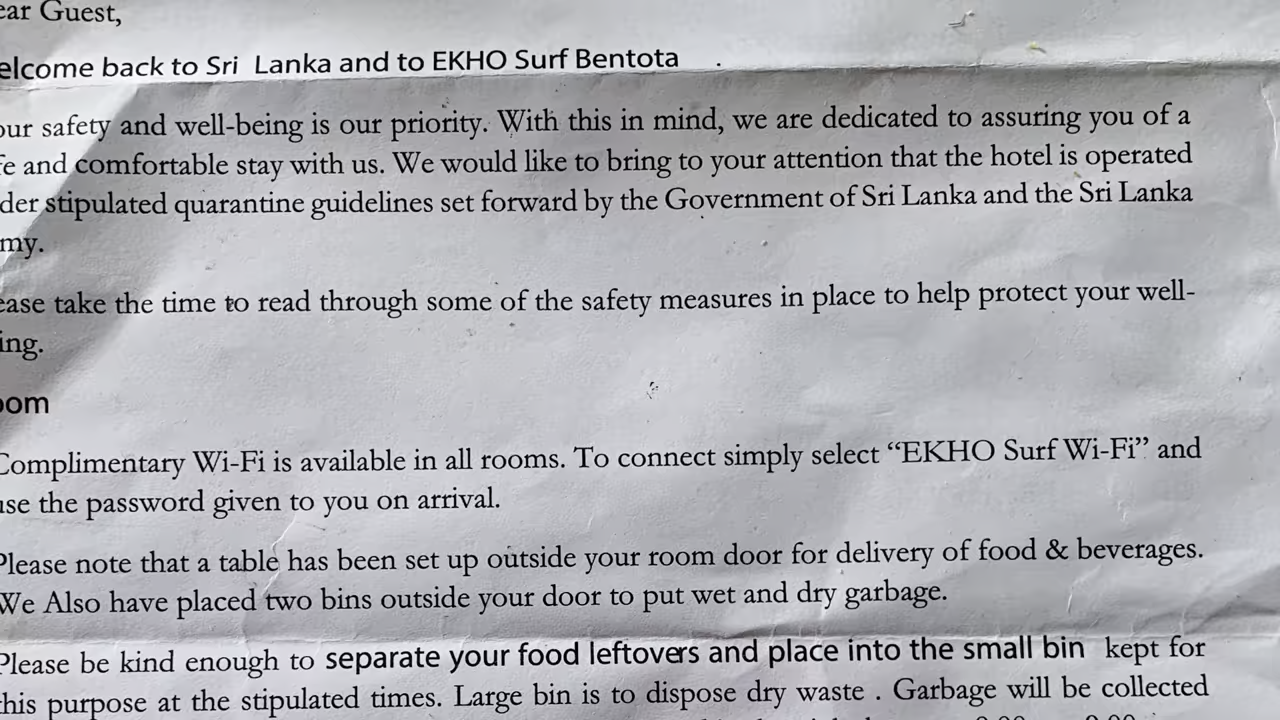 ear Guest,
elcome back to Sri Lanka and to EKHO Surf Bentota .
our safety and well-being is our priority. With this in mind, we are dedicated to assuring you of a
fe and comfortable stay with us. We would like to bring to your attention that the hotel is operated
der stipulated quarantine guidelines set forward by the Government of Sri Lanka and the Sri Lanka
my.
ease take the time to read through some of the safety measures in place to help protect your well-
ing.
oom
Complimentary Wi-Fi is available in all rooms. To connect simply select “EKHO Surf Wi-Fi” and
use the password given to you on arrival.
Please note that a table has been set up outside your room door for delivery of food & beverages.
We Also have placed two bins outside your door to put wet and dry garbage.
Please be kind enough to separate your food leftovers and place into the small bin kept for
this purpose at the stipulated times. Large bin is to dispose dry waste . Garbage will be collected